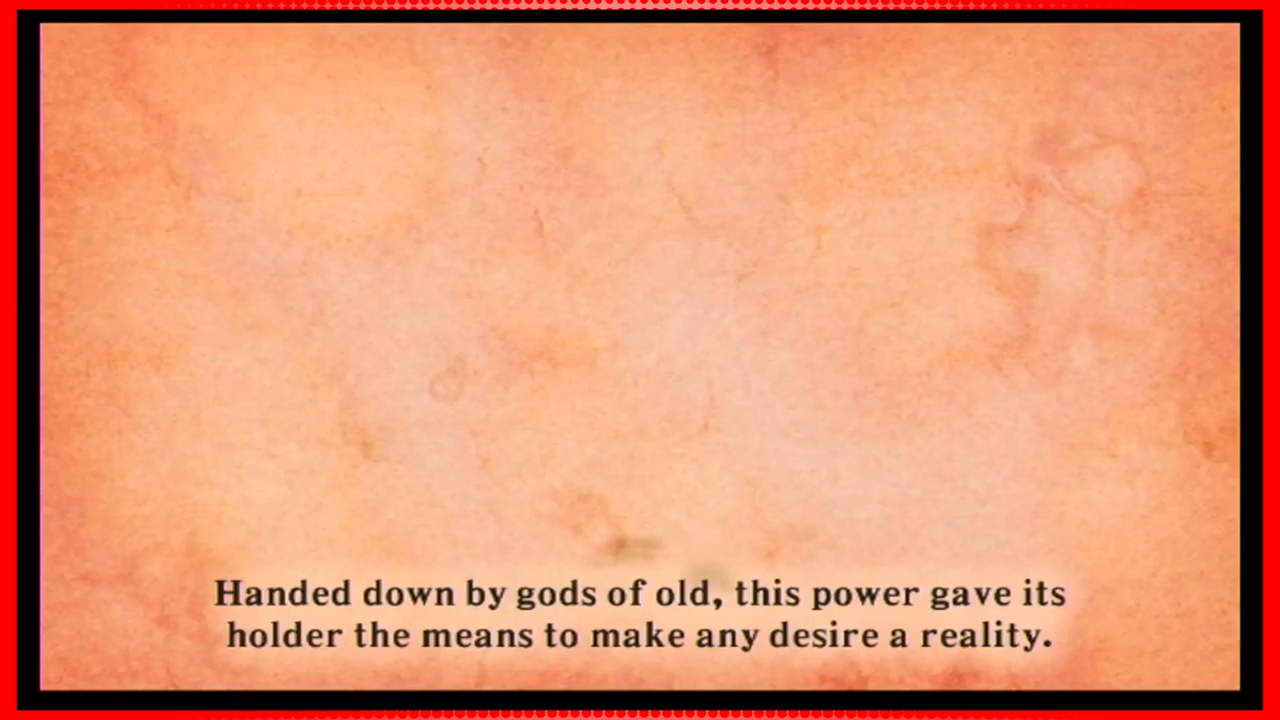 Handed down by gods of old, this power gave its
holder the means to make any desire a reality.